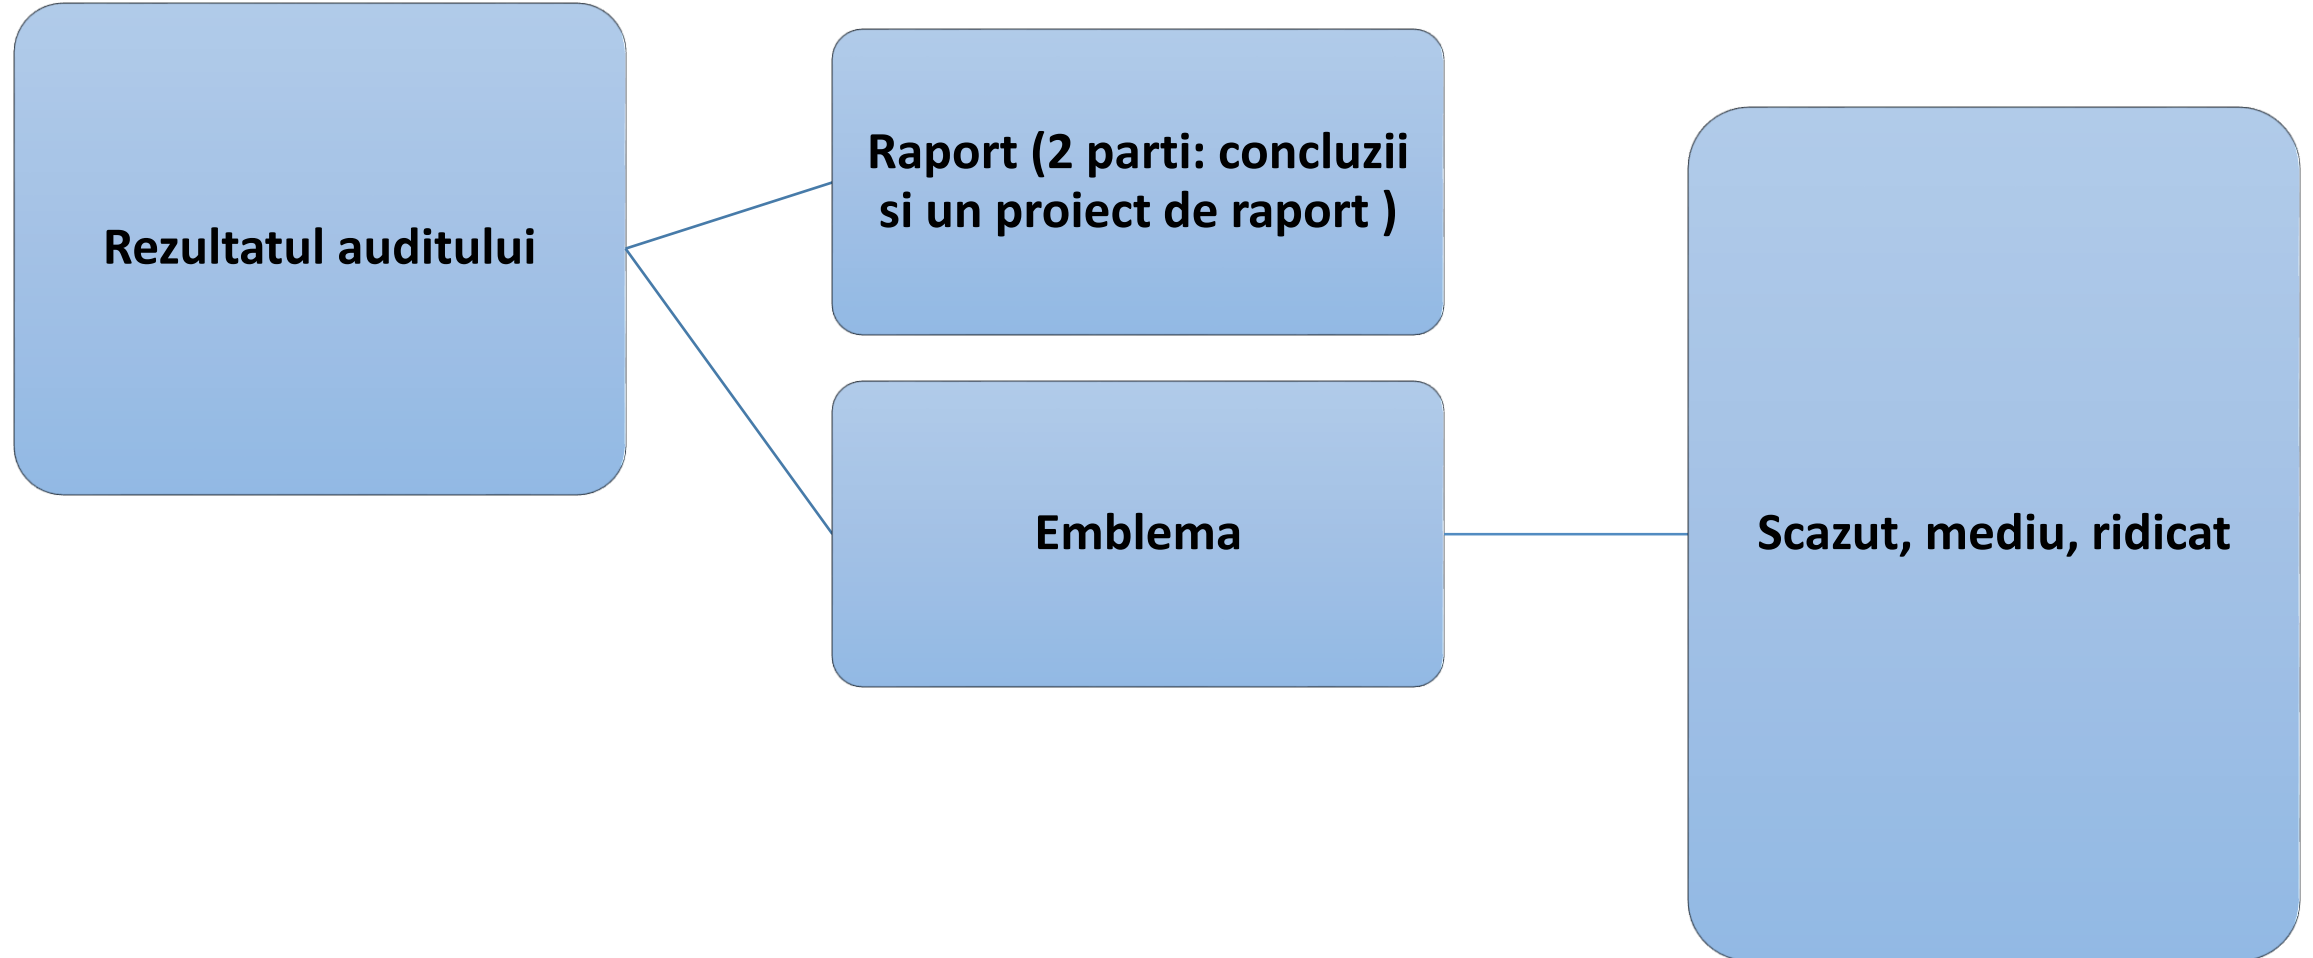 Rezultatul auditului
Raport (2 parti: concluzii
si un proiect de raport )
Emblema
Scazut, mediu, ridicat